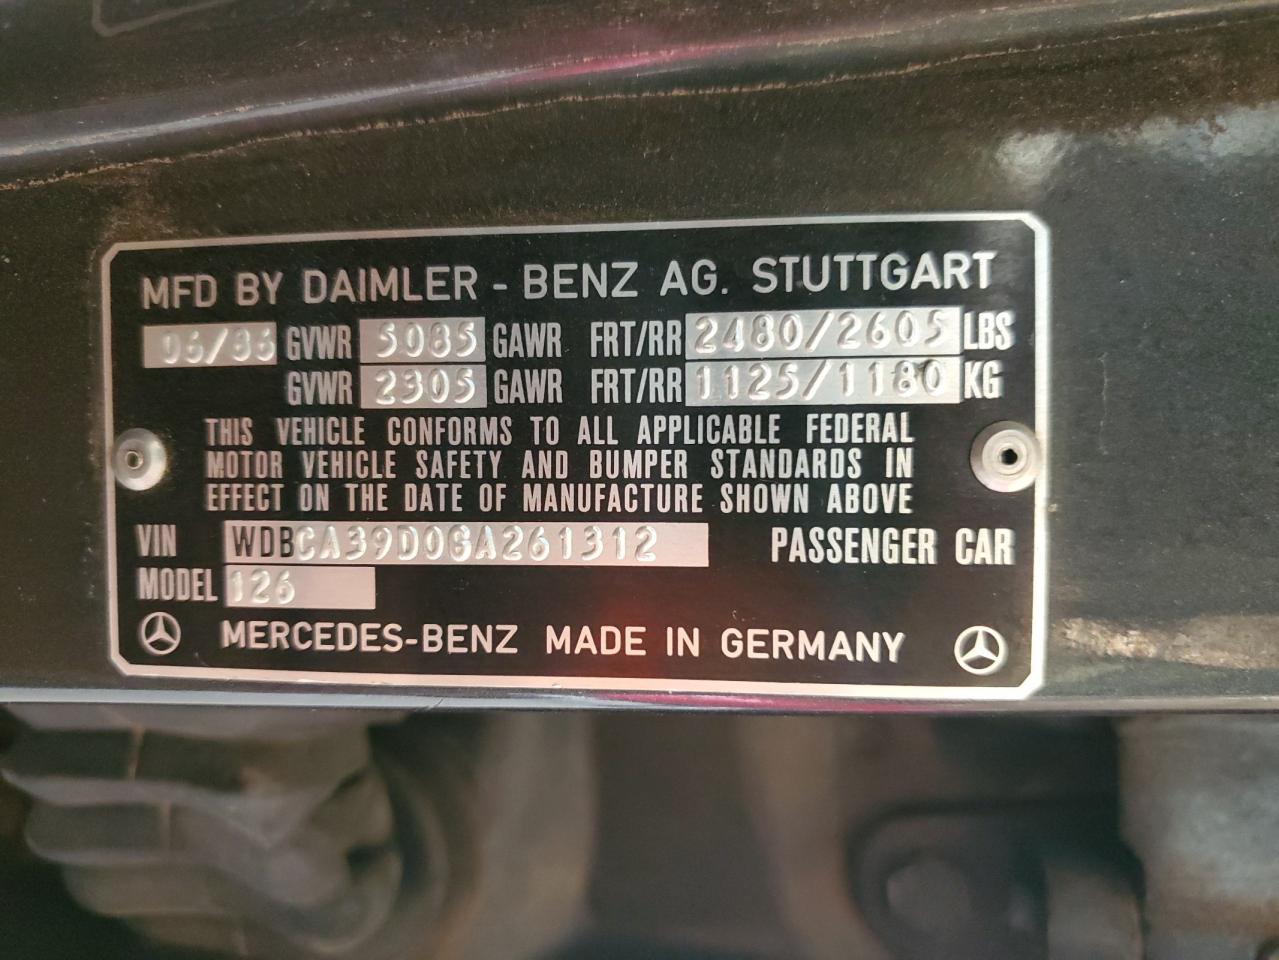 MFD BY DAIMLER - BENZ AG. STUTTGART
06/86 GVWR 5085 GAWR FRT/RR 2480/2605 LBS
GVWR 2305 GAWR FRT/RR 1125/1180 KG
THIS VEHICLE CONFORMS TO ALL APPLICABLE FEDERAL
MOTOR VEHICLE SAFETY AND BUMPER STANDARDS IN
EFFECT ON THE DATE OF MANUFACTURE SHOWN ABOVE
VIN WDBCA39D0GA261312 PASSENGER CAR
MODEL 126
MERCEDES-BENZ MADE IN GERMANY